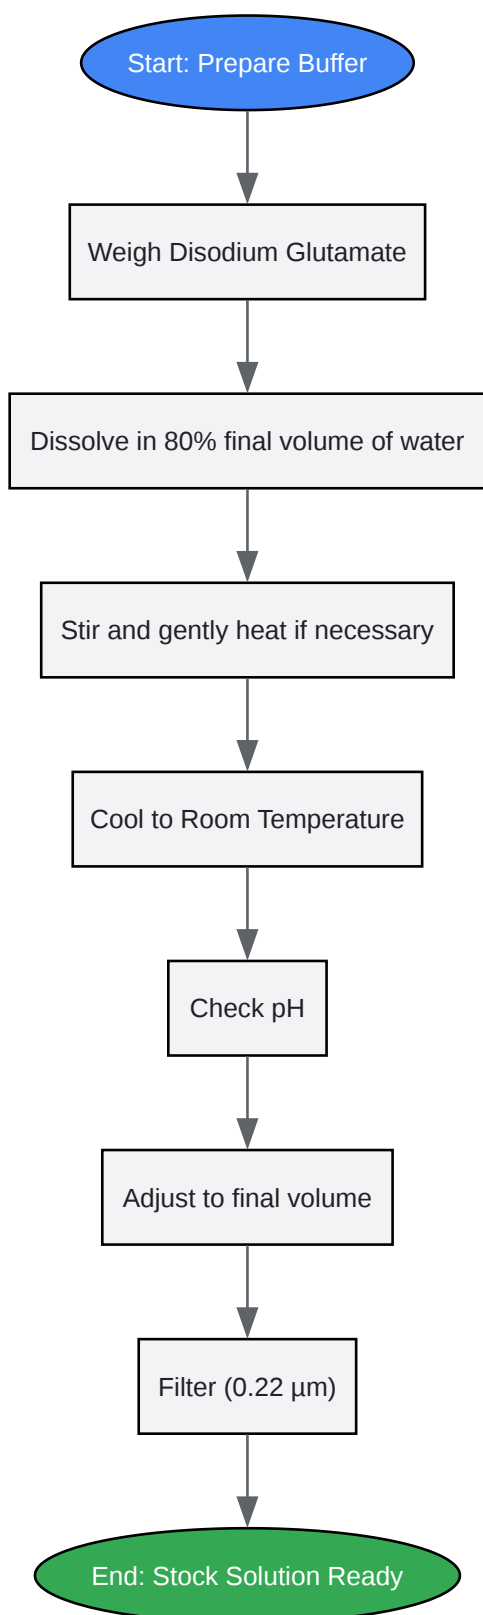 Start: Prepare Buffer
Weigh Disodium Glutamate
Dissolve in 80% final volume of water
Stir and gently heat if necessary
Cool to Room Temperature
Check pH
Adjust to final volume
Filter (0.22 µm)
End: Stock Solution Ready